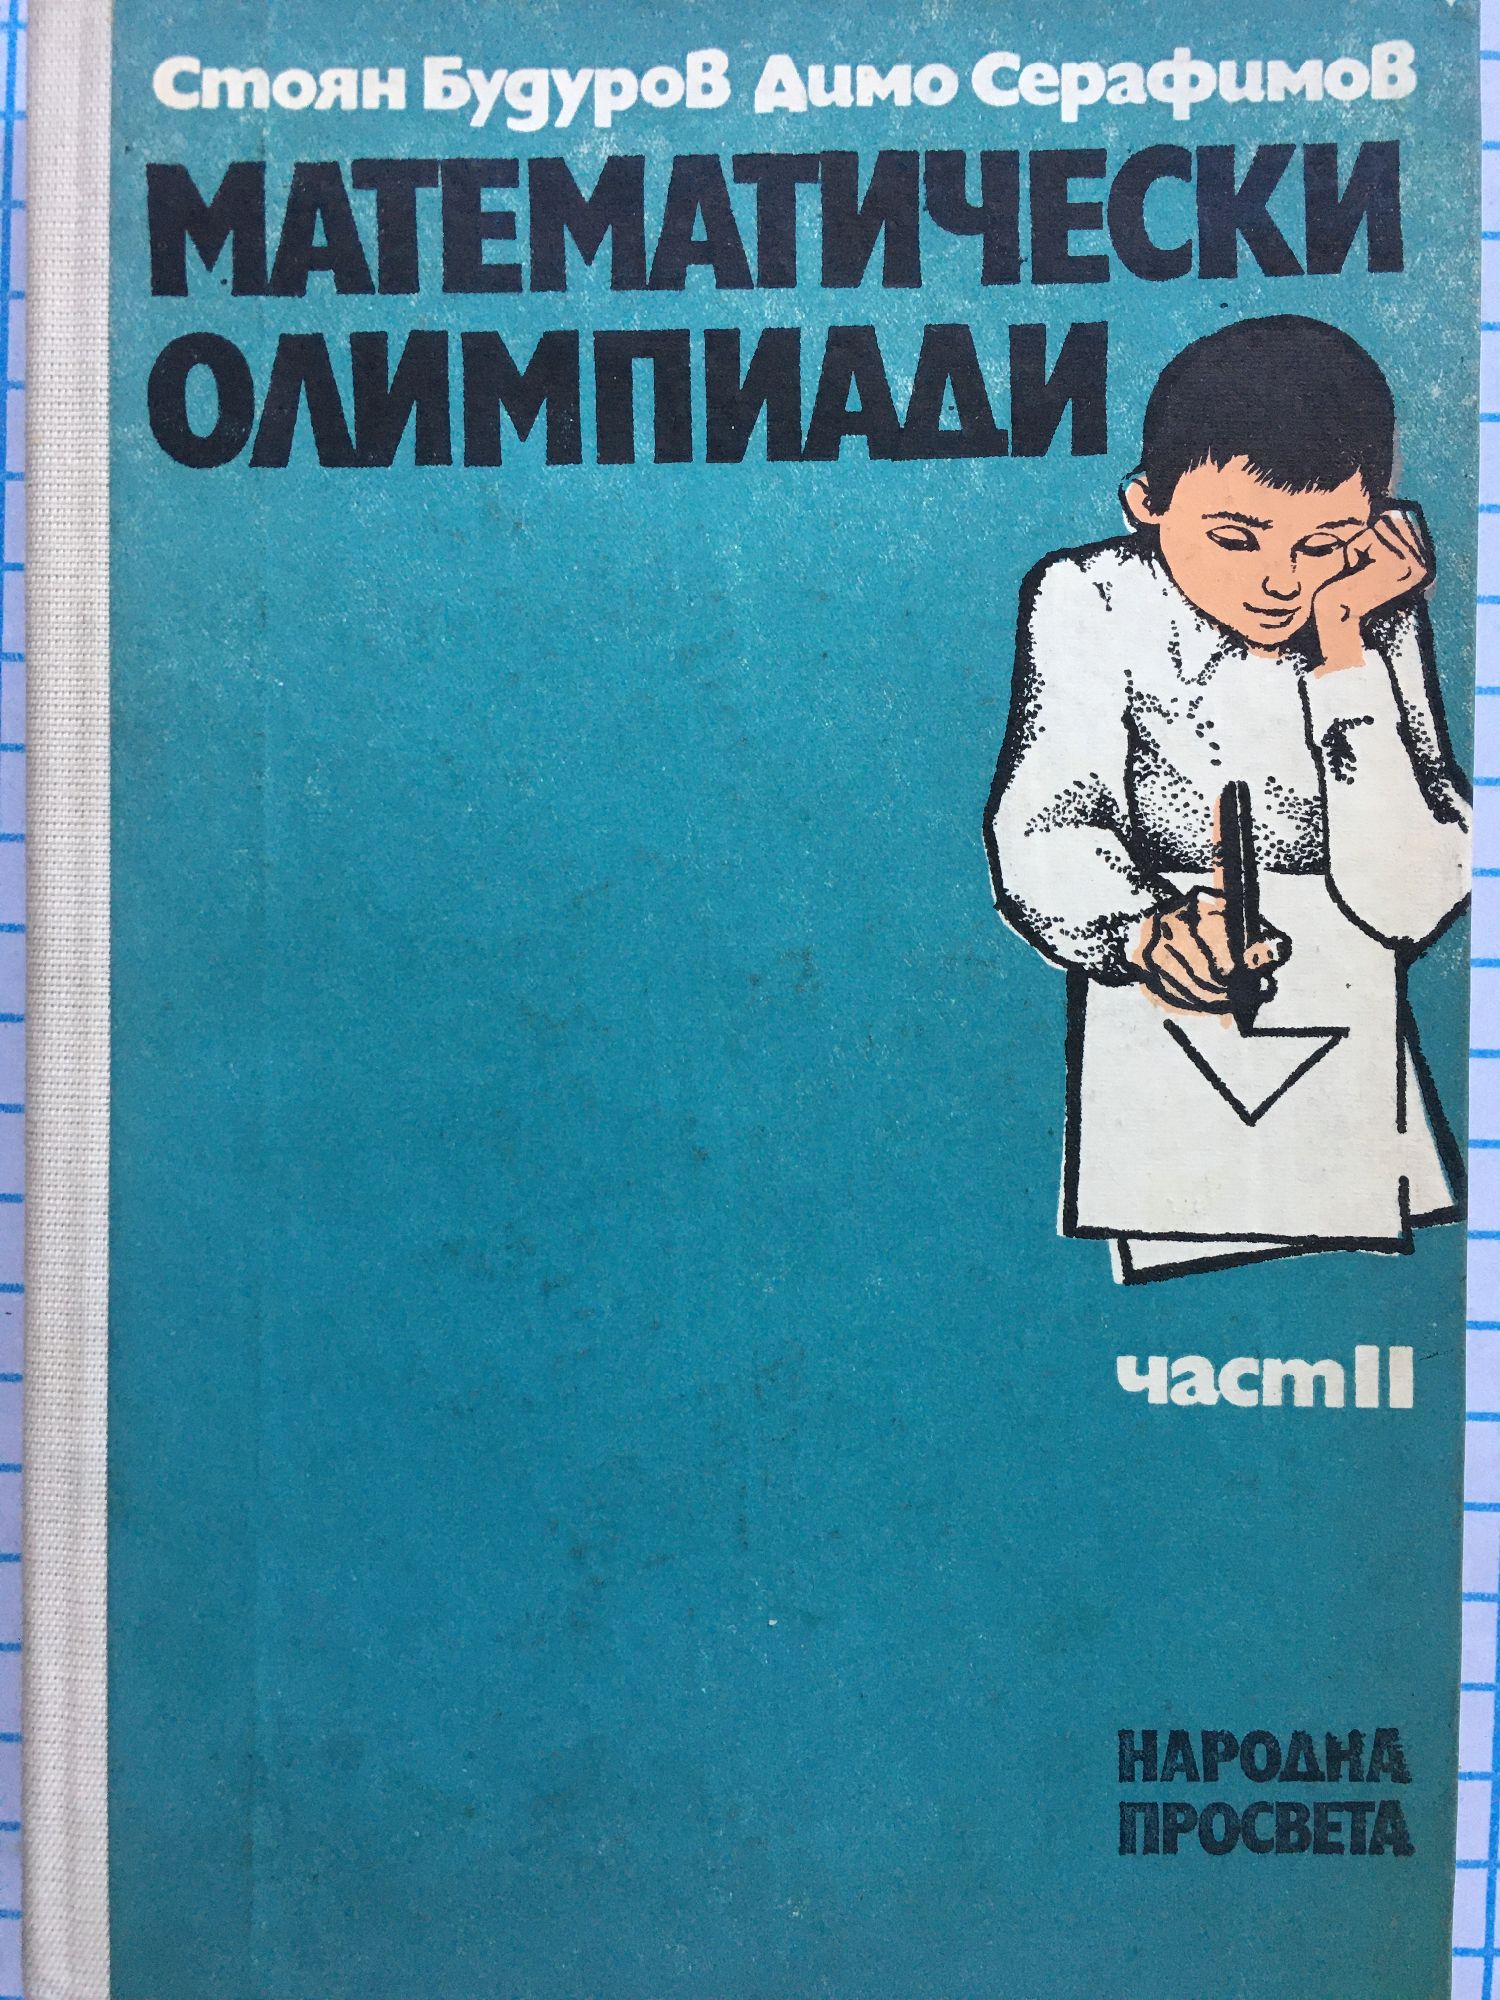 Стоян Будуров Димо Серафимов
МАТЕМАТИЧЕСКИ
ОЛИМПИАДИ
част II
НАРОДНА
ПРОСВЕТА